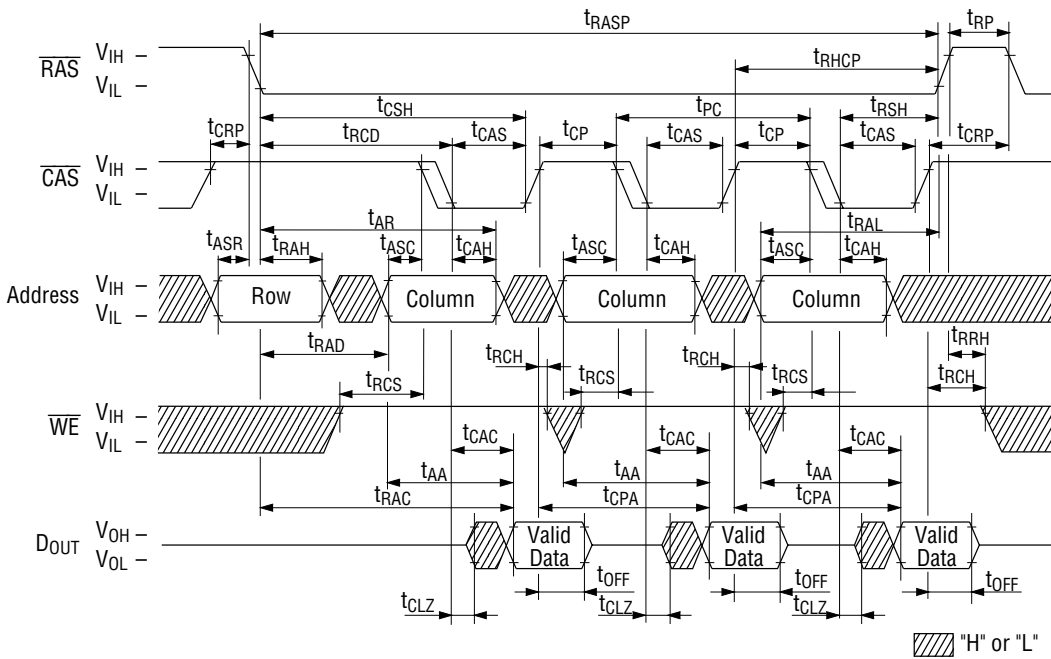 tRASP
tRP
RAS
VIH
VIL
tRHCP
tCSH
tPC
tRSH
tCRP
tRCD
tCAS
tCP
tCAS
tCP
tCAS
tCRP
CAS
VIH
VIL
tAR
tRAL
tASR
tRAH
tASC
tCAH
tASC
tCAH
tASC
tCAH
Address
VIH
VIL
Row
Column
Column
Column
tRAD
tRCH
tRCH
tRRH
tRCS
tRCS
tRCS
tRCH
WE
VIH
VIL
tCAC
tCAC
tCAC
tAA
tAA
tAA
tRAC
tCPA
tCPA
DOUT
VOH
VOL
Valid Data
Valid Data
Valid Data
tOFF
tOFF
tOFF
tCLZ
tCLZ
tCLZ
"H" or "L"